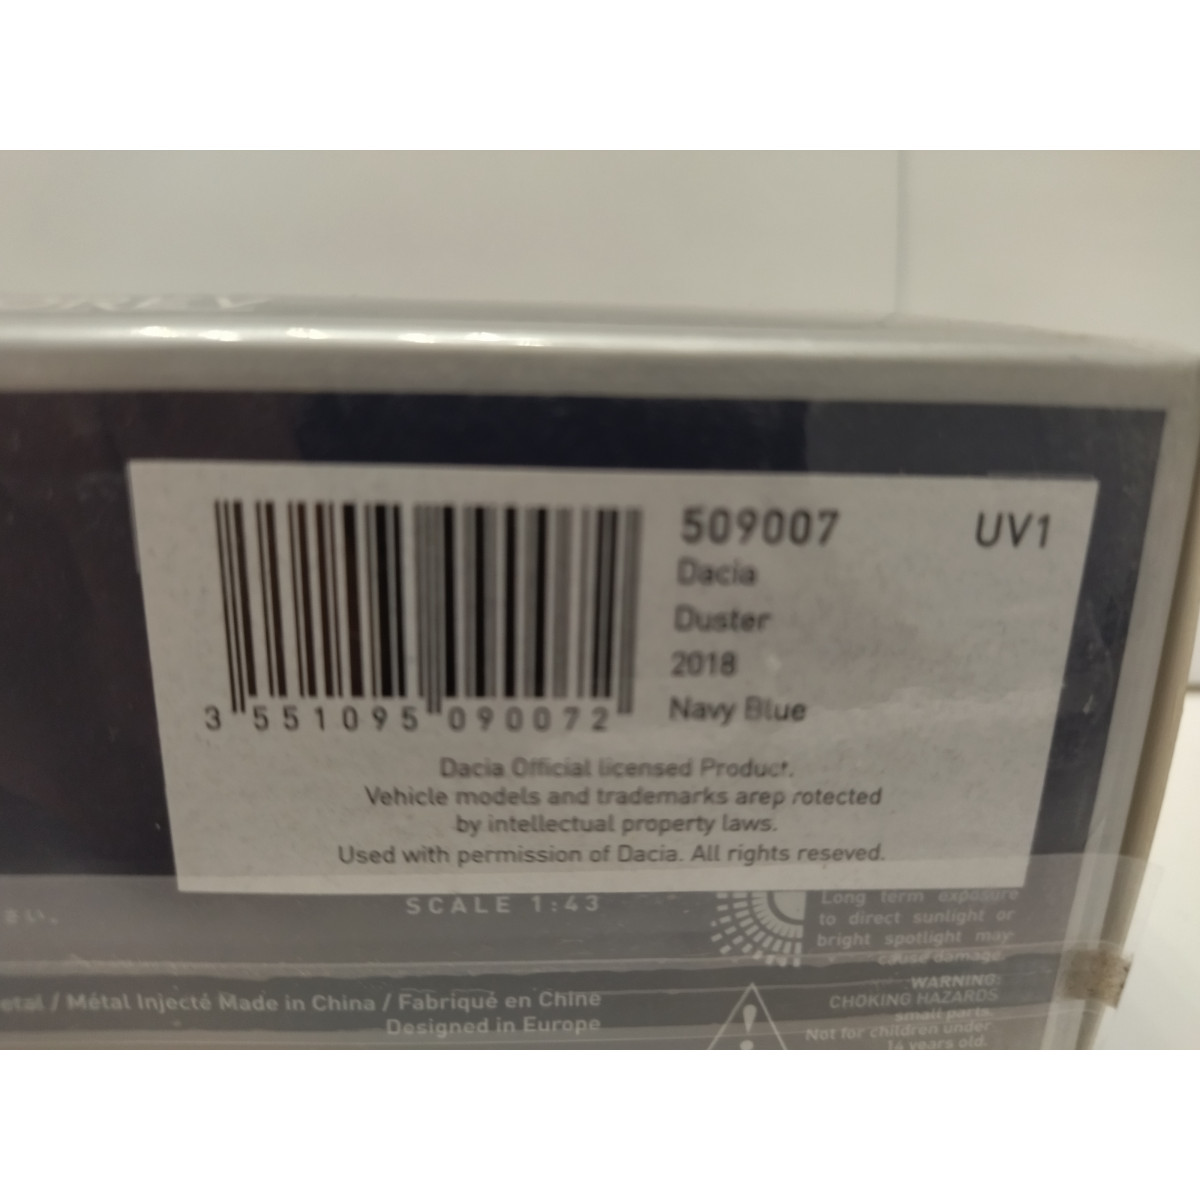 509007 UV1
Dacia
Duster
2018
Navy Blue
3 551095 090072
Dacia Official licensed Product.
Vehicle models and trademarks arep rotected
by intellectual property laws.
Used with permission of Dacia. All rights reseved.
SCALE 1:43
Long term exposure
to direct sunlight or
bright spotlight may
cause damage.
etal / Métal Injecté Made in China / Fabriqué en Chine
Designed in Europe
WARNING:
CHOKING HAZARDS
small parts.
Not for children under
14 years old.